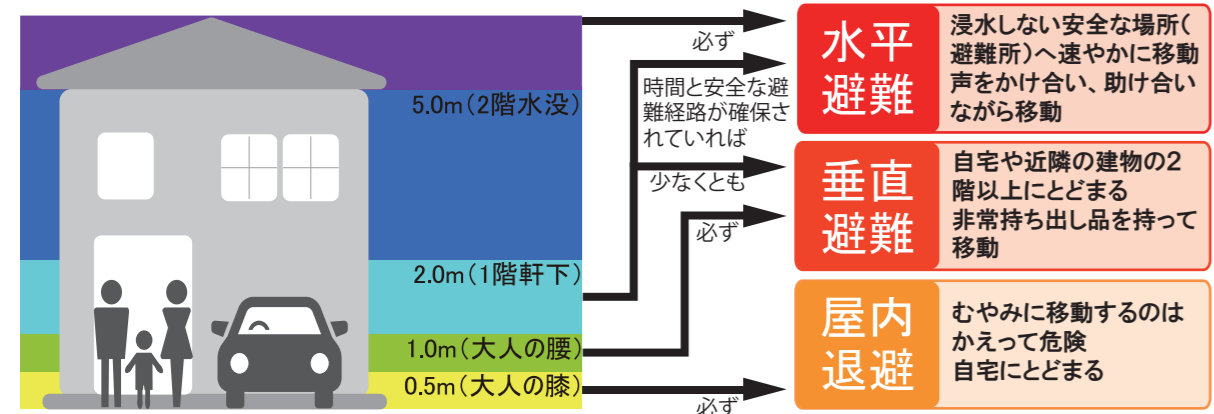 必ず
水平
避難
浸水しない安全な場所(
避難所)へ速やかに移動
声をかけ合い、助け合い
ながら移動
時間と安全な避
難経路が確保さ
れていれば
5.0m(2階水没)
少なくとも
垂直
避難
自宅や近隣の建物の2
階以上にとどまる
非常持ち出し品を持って
移動
必ず
2.0m(1階軒下)
屋内
退避
むやみに移動するのは
かえって危険
自宅にとどまる
1.0m(大人の腰)
0.5m(大人の膝)
必ず